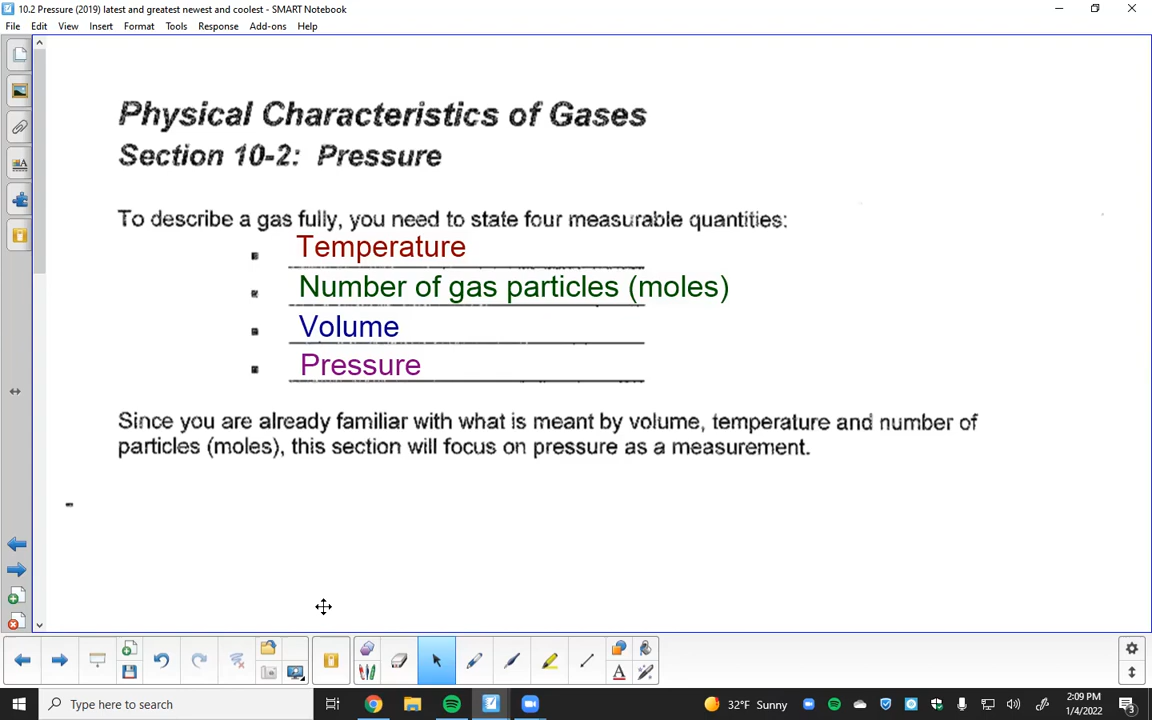 10.2 Pressure (2019) latest and greatest newest and coolest - SMART Notebook
File Edit View Insert Format Tools Response Add-ons Help
Physical Characteristics of Gases
Section 10-2: Pressure
To describe a gas fully, you need to state four measurable quantities:
Temperature
Number of gas particles (moles)
Volume
Pressure
Since you are already familiar with what is meant by volume, temperature and number of
particles (moles), this section will focus on pressure as a measurement.
Type here to search
32°F Sunny
2:09 PM
1/4/2022
3